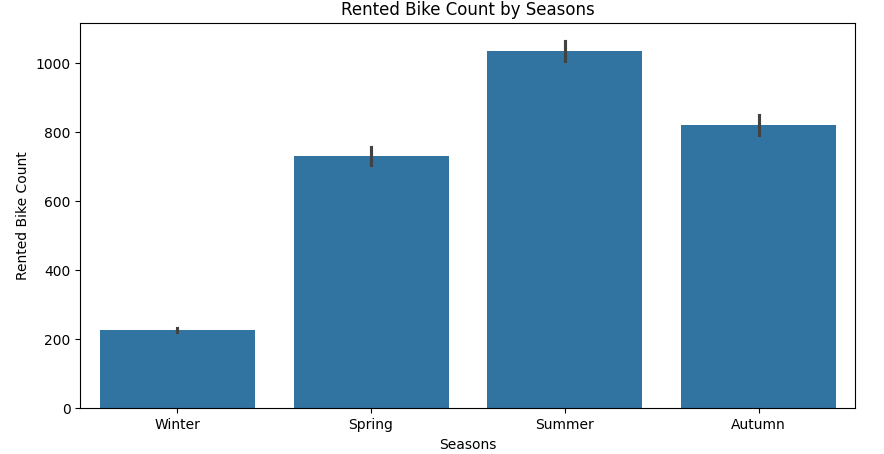 Rented Bike Count by Seasons
Rented Bike Count
1000
800
600
400
200
0
Winter Spring Summer Autumn
Seasons